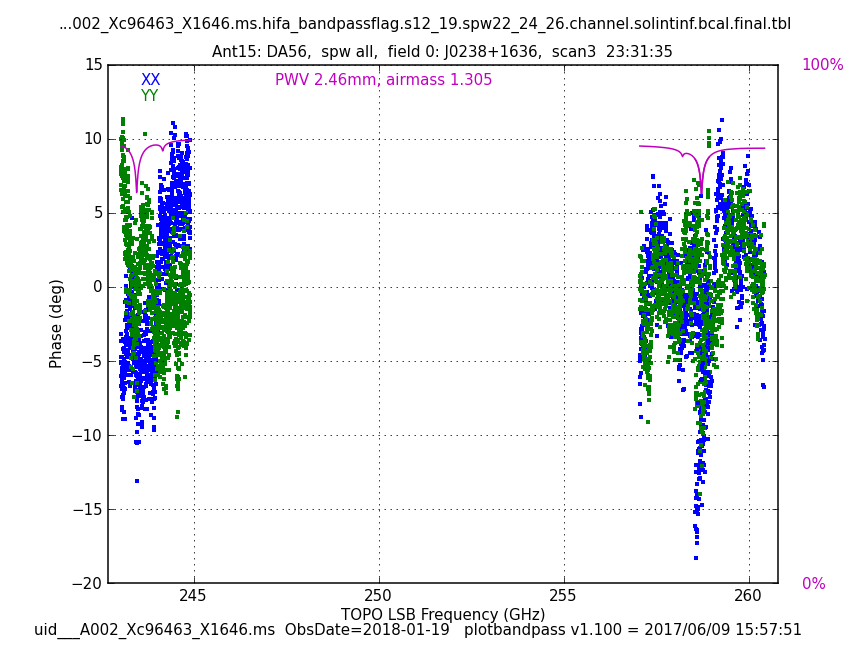 ...002_Xc96463_X1646.ms.hifa_bandpassflag.s12_19.spw22_24_26.channel.solintinf.bcal.final.tbl
Ant15: DA56,  spw all,  field 0: J0238+1636,  scan3  23:31:35
XX
YY
PWV 2.46mm, airmass 1.305
100%
0%
15
10
5
0
−5
−10
−15
−20
Phase (deg)
245
250
255
260
TOPO LSB Frequency (GHz)
uid___A002_Xc96463_X1646.ms  ObsDate=2018-01-19   plotbandpass v1.100 = 2017/06/09 15:57:51